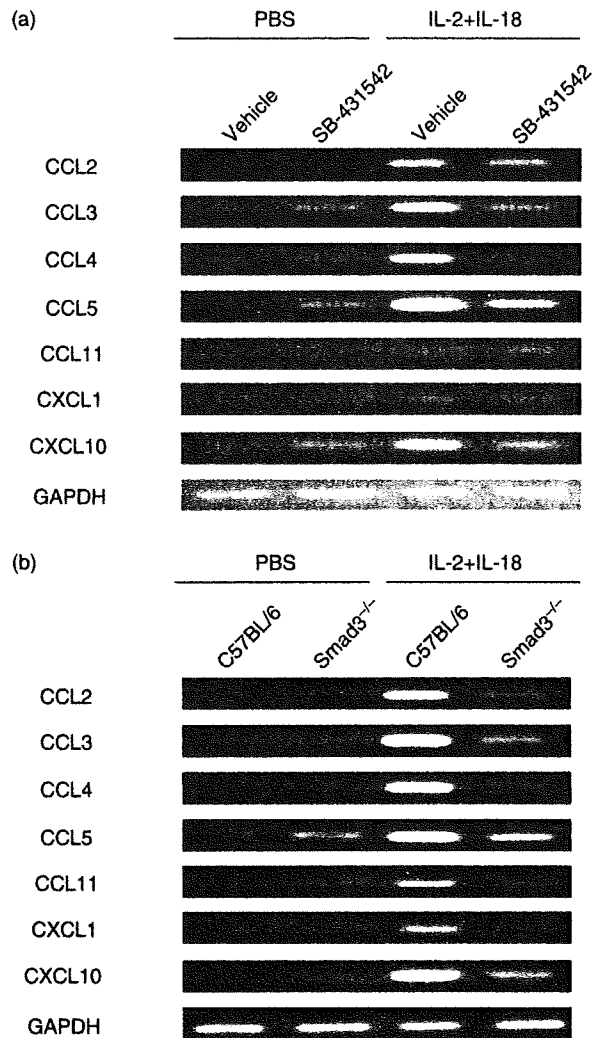 (a)
PBS IL-2+IL-18
Vehicle SB-431542 Vehicle SB-431542
CCL2
CCL3
CCL4
CCL5
CCL11
CXCL1
CXCL10
GAPDH
(b)
PBS IL-2+IL-18
C57BL/6 Smad3⁻/⁻ C57BL/6 Smad3⁻/⁻
CCL2
CCL3
CCL4
CCL5
CCL11
CXCL1
CXCL10
GAPDH